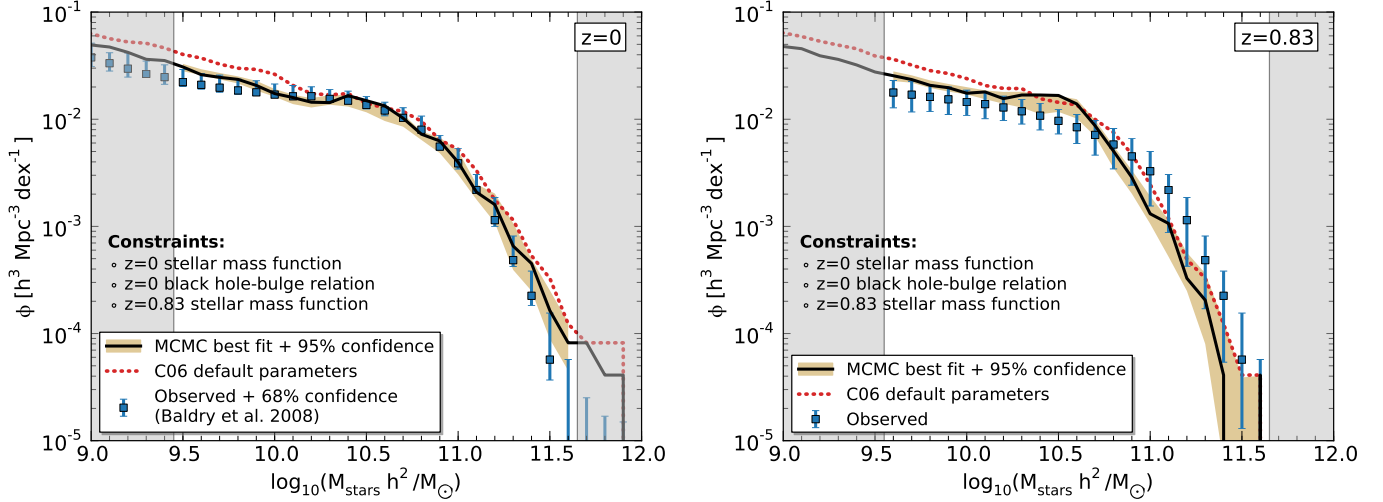 10⁻¹
10⁻²
10⁻³
10⁻⁴
10⁻⁵
ϕ [h³ Mpc⁻³ dex⁻¹]
z=0
Constraints:
∘ z=0 stellar mass function
∘ z=0 black hole-bulge relation
∘ z=0.83 stellar mass function
MCMC best fit + 95% confidence
C06 default parameters
Observed + 68% confidence
(Baldry et al. 2008)
9.0 9.5 10.0 10.5 11.0 11.5 12.0
log₁₀(M_stars h²/M_⊙)
10⁻¹
10⁻²
10⁻³
10⁻⁴
10⁻⁵
ϕ [h³ Mpc⁻³ dex⁻¹]
z=0.83
Constraints:
∘ z=0 stellar mass function
∘ z=0 black hole-bulge relation
∘ z=0.83 stellar mass function
MCMC best fit + 95% confidence
C06 default parameters
Observed
9.0 9.5 10.0 10.5 11.0 11.5 12.0
log₁₀(M_stars h²/M_⊙)